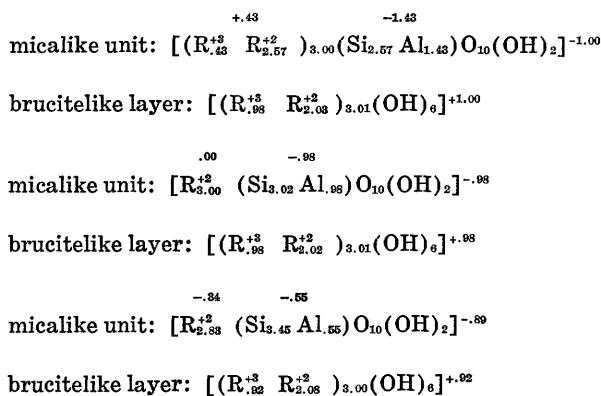 +.43 −1.43
micalike unit: [(R⁺³.₄₃ R⁺²₂.₅₇ )₃.₀₀(Si₂.₅₇ Al₁.₄₃)O₁₀(OH)₂]⁻¹·⁰⁰
brucitelike layer: [(R⁺³.₉₈ R⁺²₂.₀₃ )₃.₀₁(OH)₆]⁺¹·⁰⁰
.00 −.98
micalike unit: [R⁺²₃.₀₀ (Si₃.₀₂ Al.₉₈)O₁₀(OH)₂]⁻·⁹⁸
brucitelike layer: [(R⁺³.₉₈ R⁺²₂.₀₂ )₃.₀₁(OH)₆]⁺·⁹⁸
−.34 −.55
micalike unit: [R⁺²₂.₈₃ (Si₃.₄₅ Al.₅₅)O₁₀(OH)₂]⁻·⁸⁹
brucitelike layer: [(R⁺³.₉₂ R⁺²₂.₀₈ )₃.₀₀(OH)₆]⁺·⁹²